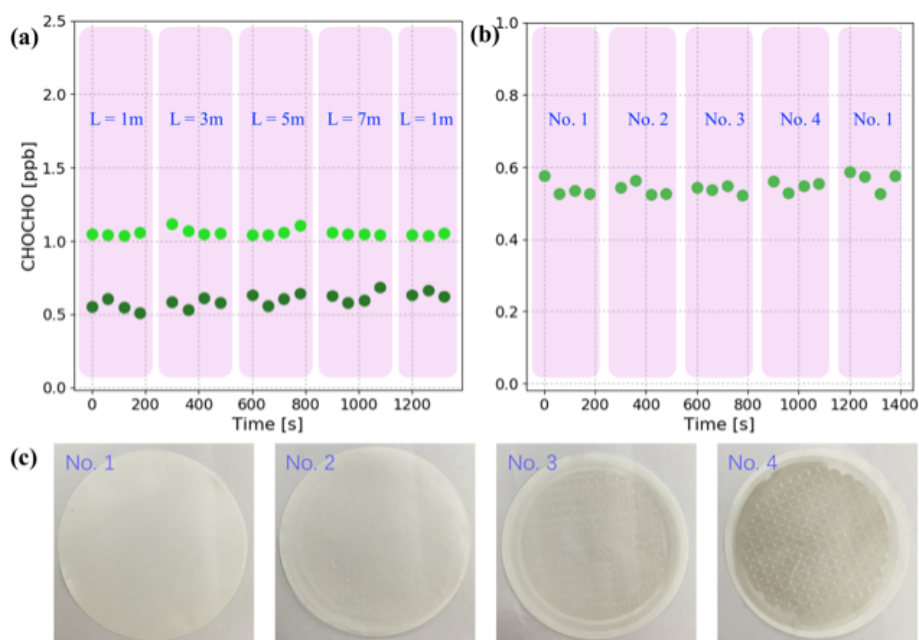 (a)
2.5
2.0
1.5
1.0
0.5
0.0
CHOCHO [ppb]
L = 1m
L = 3m
L = 5m
L = 7m
L = 1m
0
200
400
600
800
1000
1200
Time [s]
(b)
1.0
0.8
0.6
0.4
0.2
0.0
No. 1
No. 2
No. 3
No. 4
No. 1
0
200
400
600
800
1000
1200
1400
Time [s]
(c)
No. 1
No. 2
No. 3
No. 4